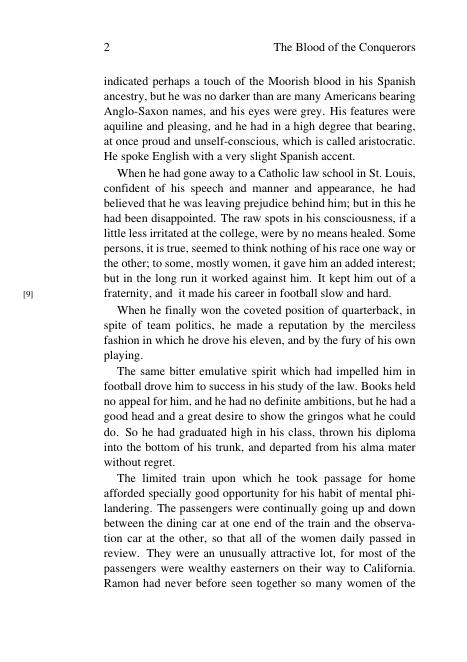 2 The Blood of the Conquerors
indicated perhaps a touch of the Moorish blood in his Spanish
ancestry, but he was no darker than are many Americans bearing
Anglo-Saxon names, and his eyes were grey. His features were
aquiline and pleasing, and he had in a high degree that bearing,
at once proud and unself-conscious, which is called aristocratic.
He spoke English with a very slight Spanish accent.
When he had gone away to a Catholic law school in St. Louis,
confident of his speech and manner and appearance, he had
believed that he was leaving prejudice behind him; but in this he
had been disappointed. The raw spots in his consciousness, if a
little less irritated at the college, were by no means healed. Some
persons, it is true, seemed to think nothing of his race one way or
the other; to some, mostly women, it gave him an added interest;
but in the long run it worked against him. It kept him out of a
[9] fraternity, and it made his career in football slow and hard.
When he finally won the coveted position of quarterback, in
spite of team politics, he made a reputation by the merciless
fashion in which he drove his eleven, and by the fury of his own
playing.
The same bitter emulative spirit which had impelled him in
football drove him to success in his study of the law. Books held
no appeal for him, and he had no definite ambitions, but he had a
good head and a great desire to show the gringos what he could
do. So he had graduated high in his class, thrown his diploma
into the bottom of his trunk, and departed from his alma mater
without regret.
The limited train upon which he took passage for home
afforded specially good opportunity for his habit of mental phi-
landering. The passengers were continually going up and down
between the dining car at one end of the train and the observa-
tion car at the other, so that all of the women daily passed in
review. They were an unusually attractive lot, for most of the
passengers were wealthy easterners on their way to California.
Ramon had never before seen together so many women of the